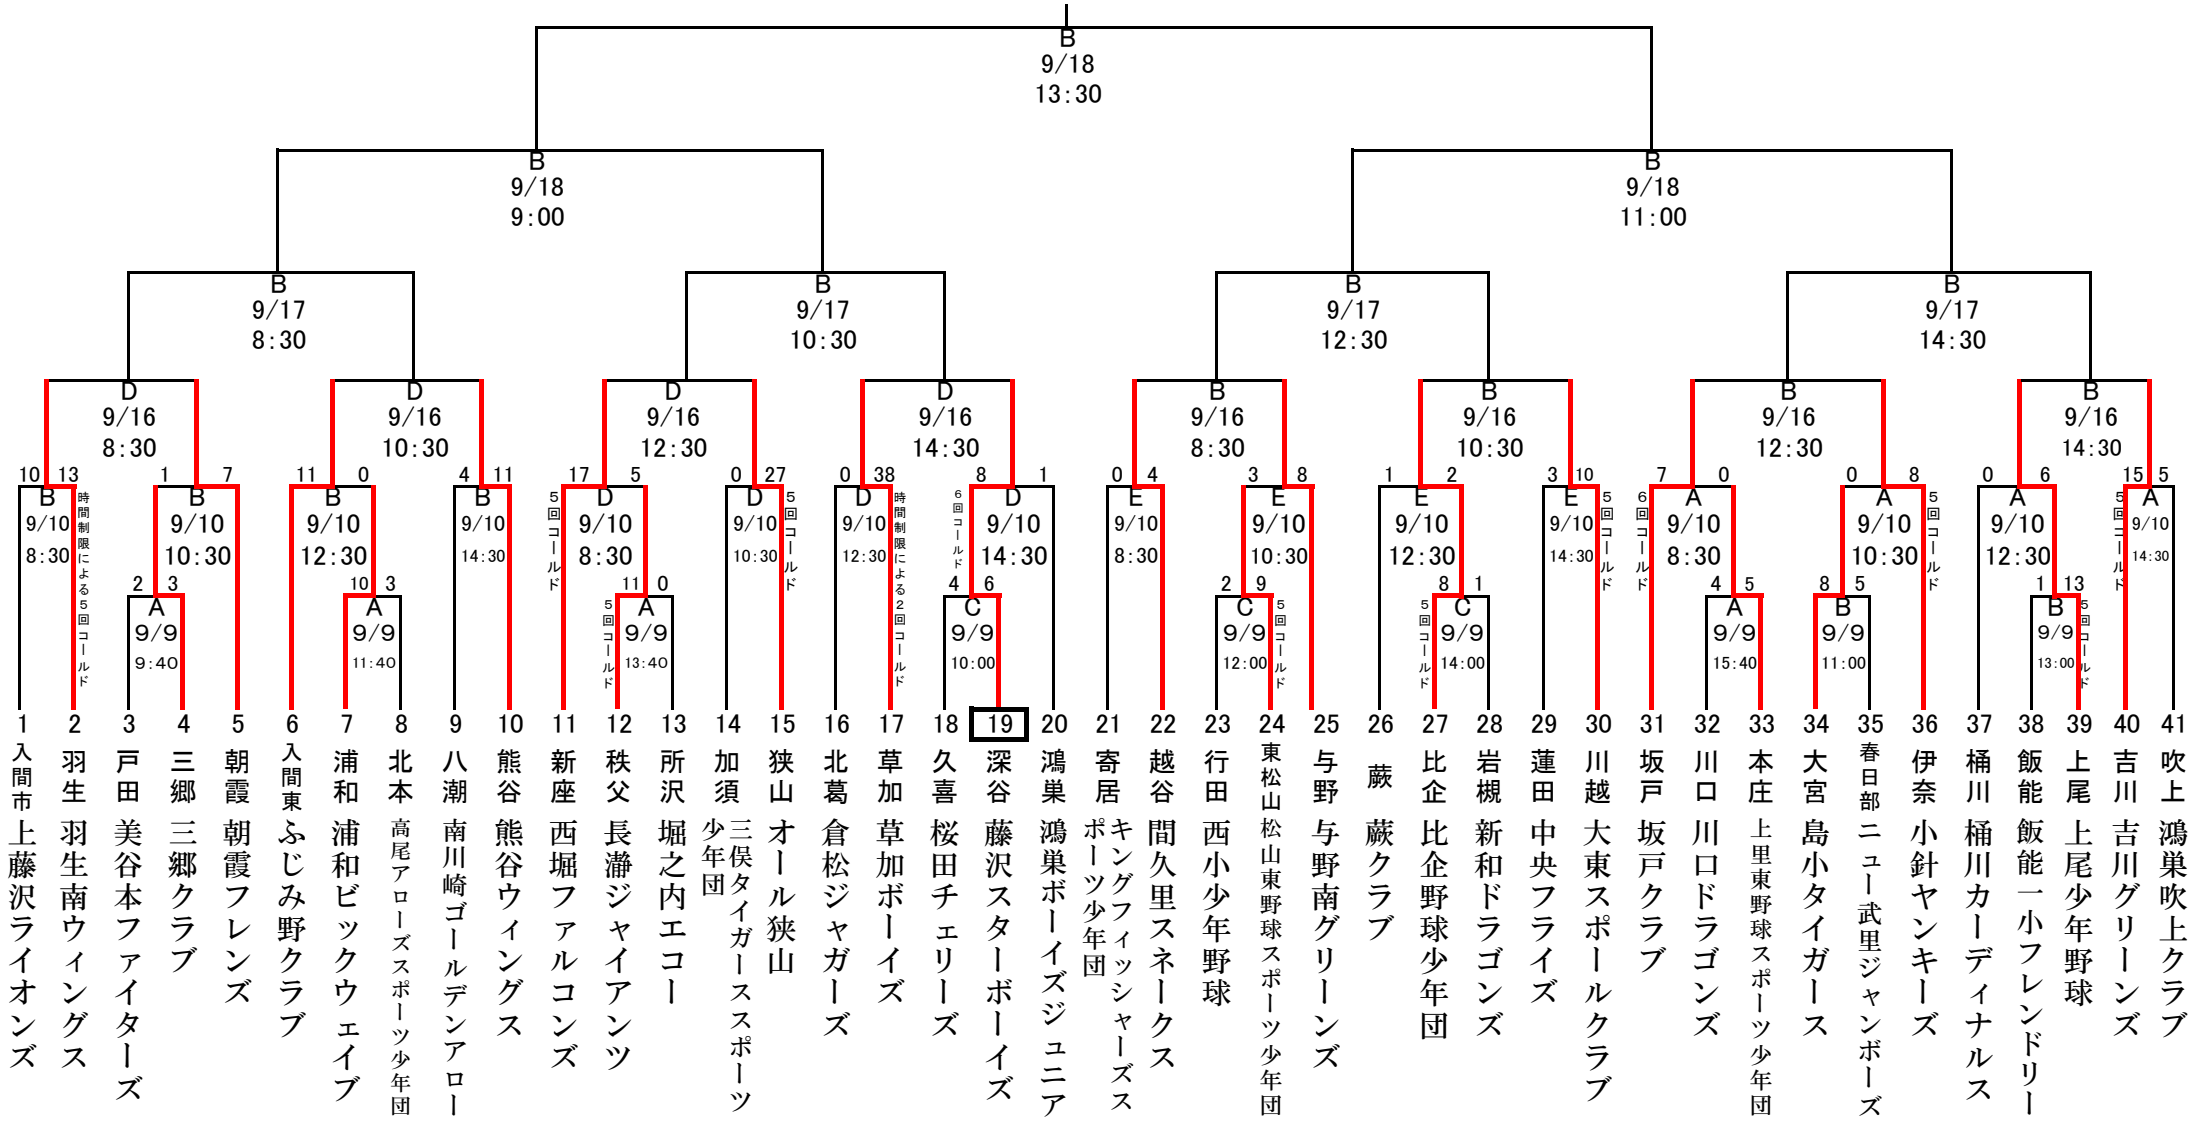 B
9/18
13:30
B
9/18
9:00
B
9/18
11:00
B
9/17
8:30
B
9/17
10:30
B
9/17
12:30
B
9/17
14:30
D
9/16
8:30
D
9/16
10:30
D
9/16
12:30
D
9/16
14:30
B
9/16
8:30
B
9/16
10:30
B
9/16
12:30
B
9/16
14:30
10 13
B
9/10
8:30
時間制限による5回コールド
1 7
B
9/10
10:30
11 0
B
9/10
12:30
4 11
B
9/10
14:30
17 5
5回コールド
D
9/10
8:30
0 27
D
9/10
10:30
5回コールド
0 38
D
9/10
12:30
時間制限による2回コールド
8 1
6回コールド
D
9/10
14:30
0 4
E
9/10
8:30
3 8
E
9/10
10:30
1 2
E
9/10
12:30
3 10
E
9/10
14:30
5回コールド
7 0
6回コールド
A
9/10
8:30
0 8
A
9/10
10:30
5回コールド
0 6
A
9/10
12:30
15 5
5回コールド
A
9/10
14:30
2 3
A
9/9
9:40
10 3
A
9/9
11:40
11 0
5回コールド
A
9/9
13:40
4 6
C
9/9
10:00
2 9
C
9/9
12:00
5回コールド
8 1
5回コールド
C
9/9
14:00
4 5
A
9/9
15:40
8 5
B
9/9
11:00
1 13
B
9/9
13:00
5回コールド
1 入間市 上藤沢ライオンズ
2 羽生 羽生南ウィングス
3 戸田 美谷本ファイターズ
4 三郷 三郷クラブ
5 朝霞 朝霞フレンズ
6 入間東 ふじみ野クラブ
7 浦和 浦和ビックウェイブ
8 北本 高尾アローズスポーツ少年団
9 八潮 南川崎ゴールデンアロー
10 熊谷 熊谷ウィングス
11 新座 西堀ファルコンズ
12 秩父 長瀞ジャイアンツ
13 所沢 堀之内エコー
14 加須 三俣タイガーススポーツ
少年団
15 狭山 オール狭山
16 北葛 倉松ジャガーズ
17 草加 草加ボーイズ
18 久喜 桜田チェリーズ
19 深谷 藤沢スターボーイズ
20 鴻巣 鴻巣ボーイズジュニア
21 寄居 キングフィッシャーズス
ポーツ少年団
22 越谷 間久里スネークス
23 行田 西小少年野球
24 東松山 松山東野球スポーツ少年団
25 与野 与野南グリーンズ
26 蕨 蕨クラブ
27 比企 比企野球少年団
28 岩槻 新和ドラゴンズ
29 蓮田 中央フライズ
30 川越 大東スポールクラブ
31 坂戸 坂戸クラブ
32 川口 川口ドラゴンズ
33 本庄 上里東野球スポーツ少年団
34 大宮 島小タイガース
35 春日部 ニュー武里ジャンボーズ
36 伊奈 小針ヤンキーズ
37 桶川 桶川カーディナルス
38 飯能 飯能一小フレンドリー
39 上尾 上尾少年野球
40 吉川 吉川グリーンズ
41 吹上 鴻巣吹上クラブ